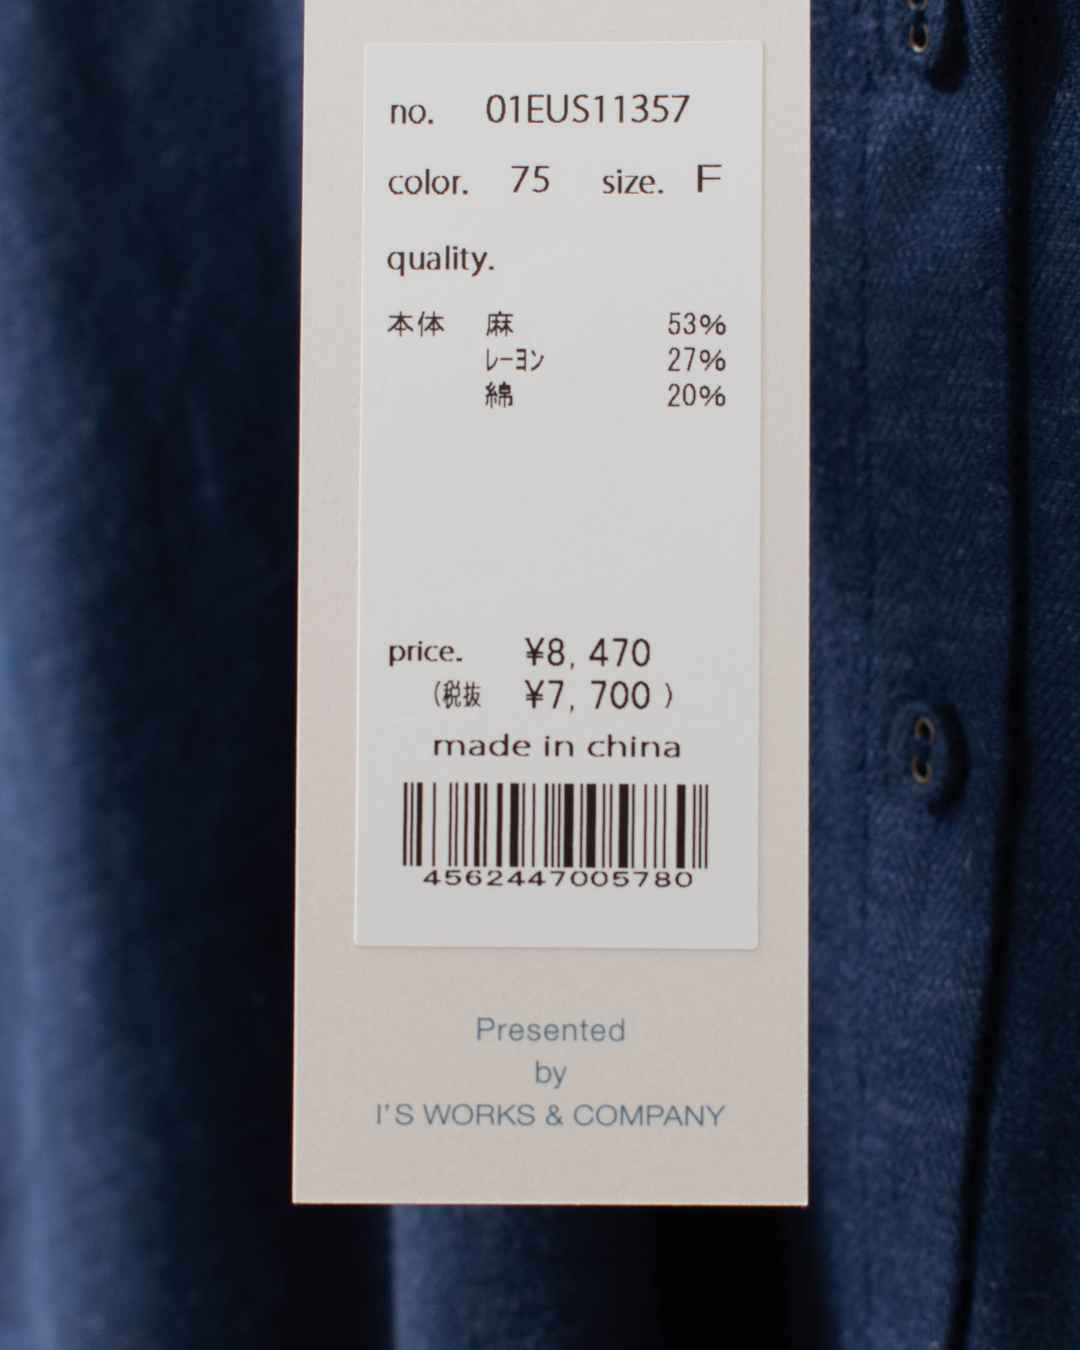 no. 01EUS11357
color. 75 size. F
quality.
本体 麻 53%
レーヨン 27%
綿 20%
price. ¥8, 470
(税抜 ¥7, 700 )
made in china
4562447005780
Presented
by
I'S WORKS & COMPANY